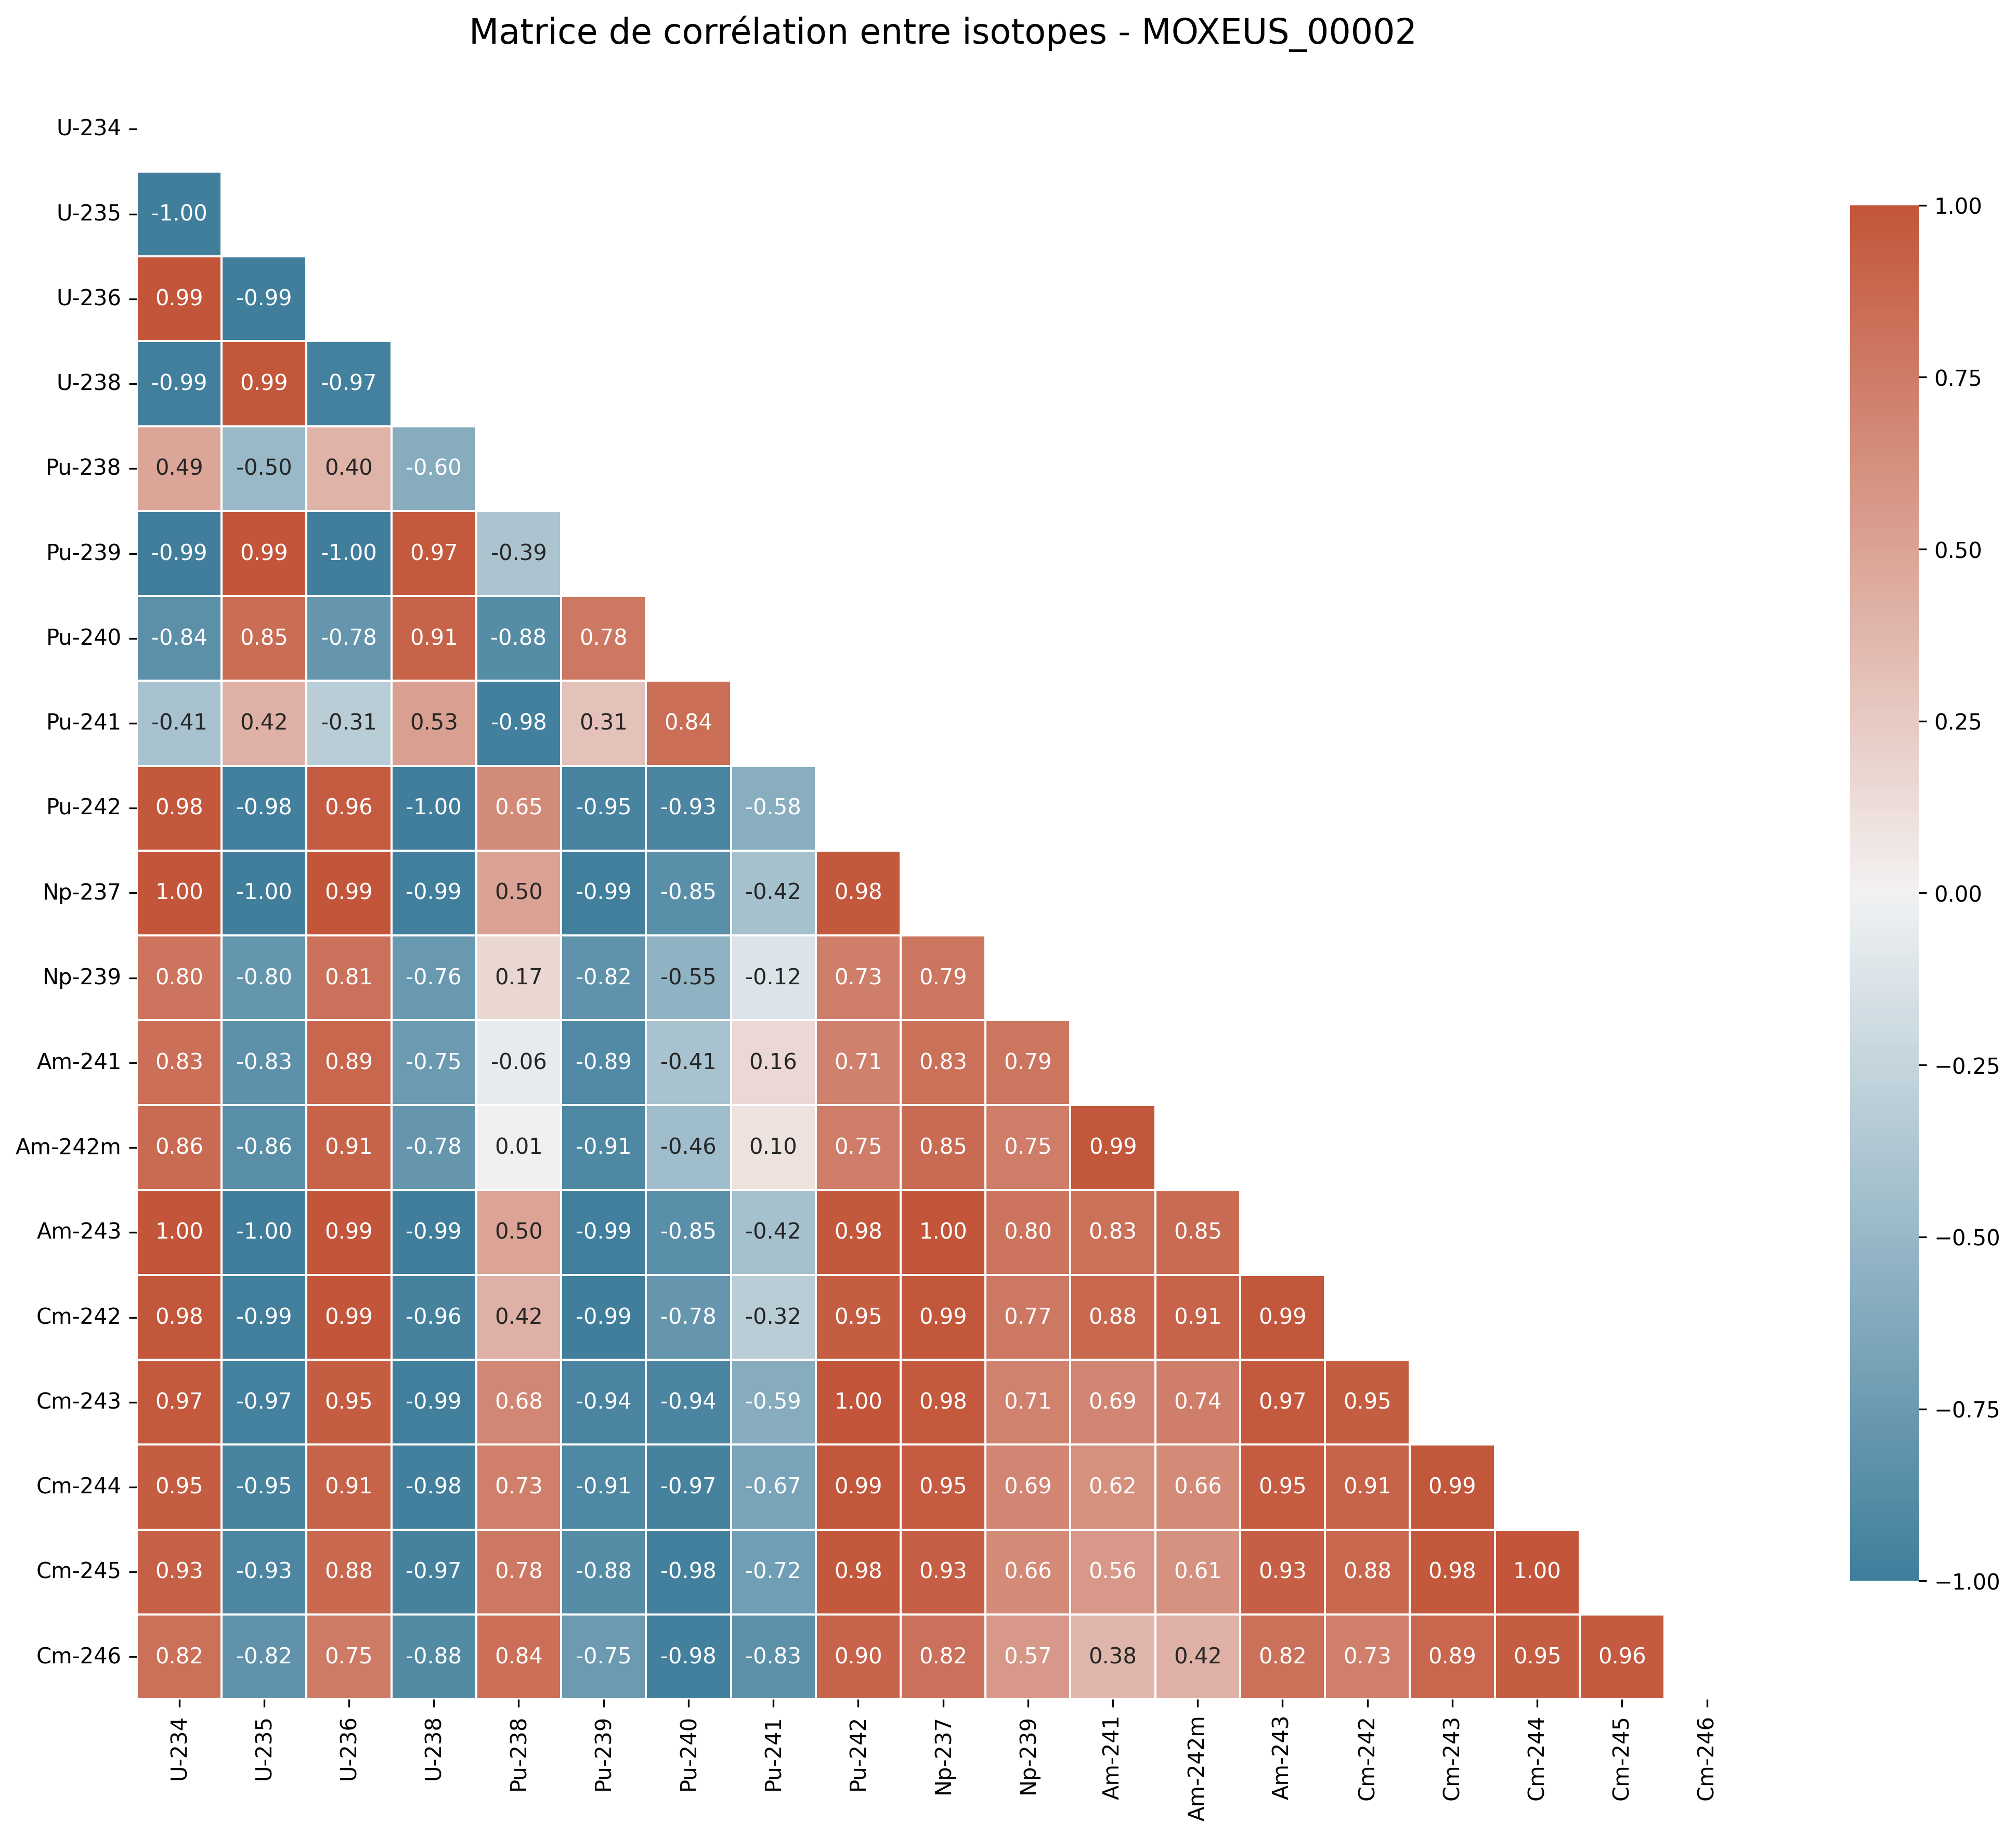 Matrice de corrélation entre isotopes - MOXEUS_00002
U-234
U-235 -1.00
U-236 0.99 -0.99
U-238 -0.99 0.99 -0.97
Pu-238 0.49 -0.50 0.40 -0.60
Pu-239 -0.99 0.99 -1.00 0.97 -0.39
Pu-240 -0.84 0.85 -0.78 0.91 -0.88 0.78
Pu-241 -0.41 0.42 -0.31 0.53 -0.98 0.31 0.84
Pu-242 0.98 -0.98 0.96 -1.00 0.65 -0.95 -0.93 -0.58
Np-237 1.00 -1.00 0.99 -0.99 0.50 -0.99 -0.85 -0.42 0.98
Np-239 0.80 -0.80 0.81 -0.76 0.17 -0.82 -0.55 -0.12 0.73 0.79
Am-241 0.83 -0.83 0.89 -0.75 -0.06 -0.89 -0.41 0.16 0.71 0.83 0.79
Am-242m 0.86 -0.86 0.91 -0.78 0.01 -0.91 -0.46 0.10 0.75 0.85 0.75 0.99
Am-243 1.00 -1.00 0.99 -0.99 0.50 -0.99 -0.85 -0.42 0.98 1.00 0.80 0.83 0.85
Cm-242 0.98 -0.99 0.99 -0.96 0.42 -0.99 -0.78 -0.32 0.95 0.99 0.77 0.88 0.91 0.99
Cm-243 0.97 -0.97 0.95 -0.99 0.68 -0.94 -0.94 -0.59 1.00 0.98 0.71 0.69 0.74 0.97 0.95
Cm-244 0.95 -0.95 0.91 -0.98 0.73 -0.91 -0.97 -0.67 0.99 0.95 0.69 0.62 0.66 0.95 0.91 0.99
Cm-245 0.93 -0.93 0.88 -0.97 0.78 -0.88 -0.98 -0.72 0.98 0.93 0.66 0.56 0.61 0.93 0.88 0.98 1.00
Cm-246 0.82 -0.82 0.75 -0.88 0.84 -0.75 -0.98 -0.83 0.90 0.82 0.57 0.38 0.42 0.82 0.73 0.89 0.95 0.96
U-234 U-235 U-236 U-238 Pu-238 Pu-239 Pu-240 Pu-241 Pu-242 Np-237 Np-239 Am-241 Am-242m Am-243 Cm-242 Cm-243 Cm-244 Cm-245 Cm-246
1.00
0.75
0.50
0.25
0.00
−0.25
−0.50
−0.75
−1.00